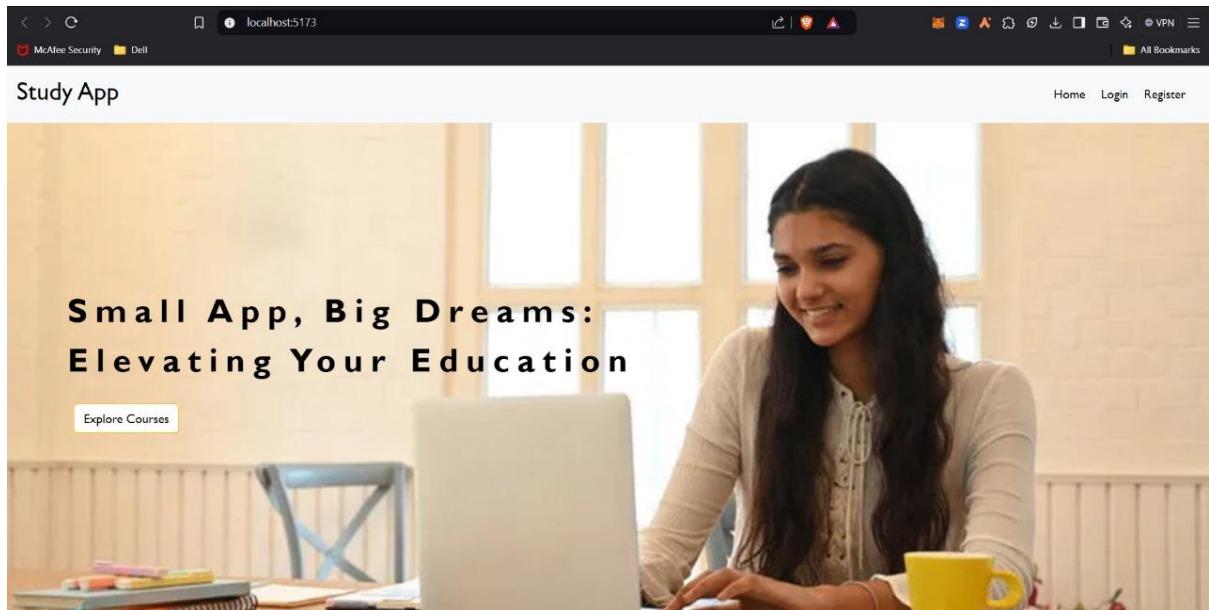 localhost:5173
VPN
McAfee Security Dell All Bookmarks
Study App
Home Login Register
Small App, Big Dreams:
Elevating Your Education
Explore Courses